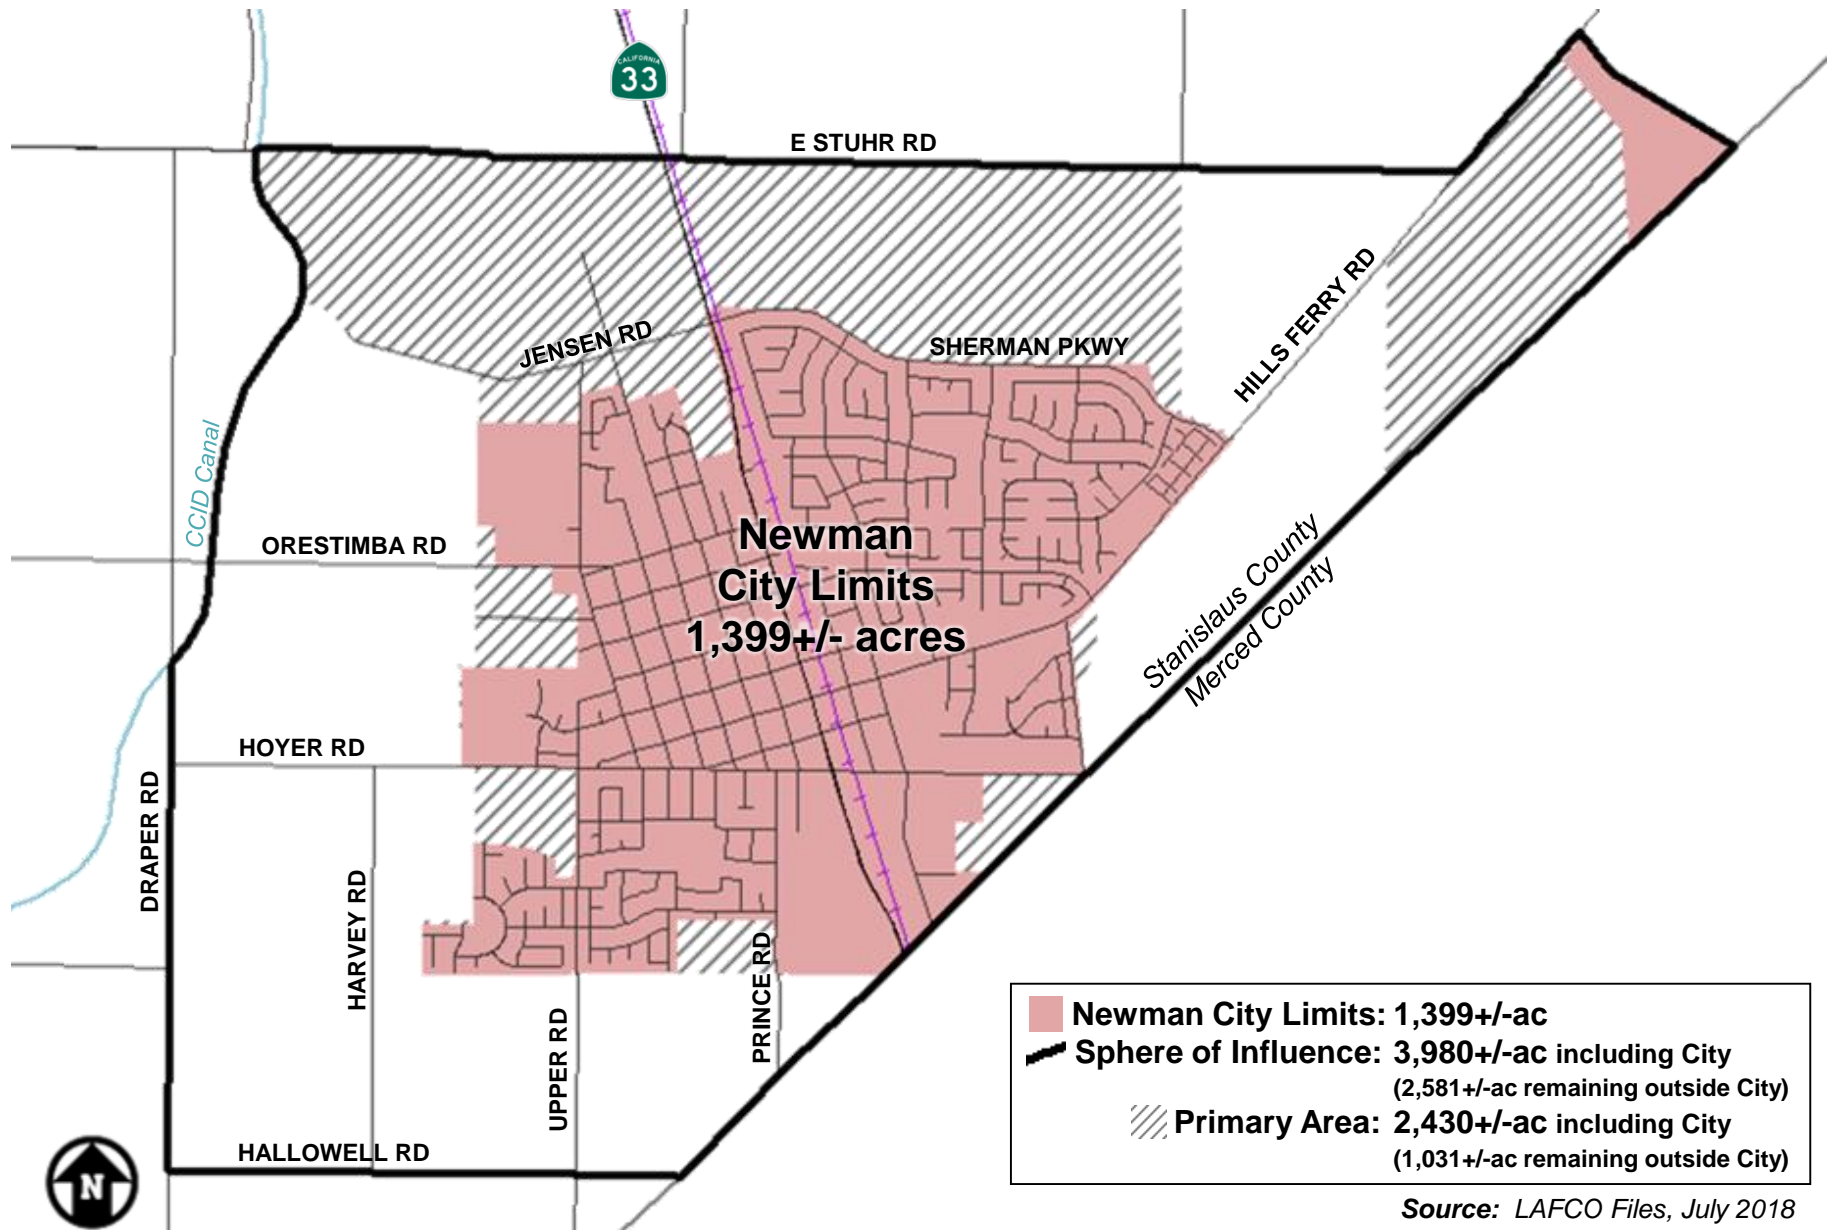 CALIFORNIA
33
E STUHR RD
JENSEN RD
SHERMAN PKWY
HILLS FERRY RD
CCID Canal
ORESTIMBA RD
Newman
City Limits
1,399+/- acres
Stanislaus County
Merced County
HOYER RD
DRAPER RD
HARVEY RD
UPPER RD
PRINCE RD
HALLOWELL RD
N
Newman City Limits: 1,399+/-ac
Sphere of Influence: 3,980+/-ac including City
(2,581+/-ac remaining outside City)
Primary Area: 2,430+/-ac including City
(1,031+/-ac remaining outside City)
Source: LAFCO Files, July 2018